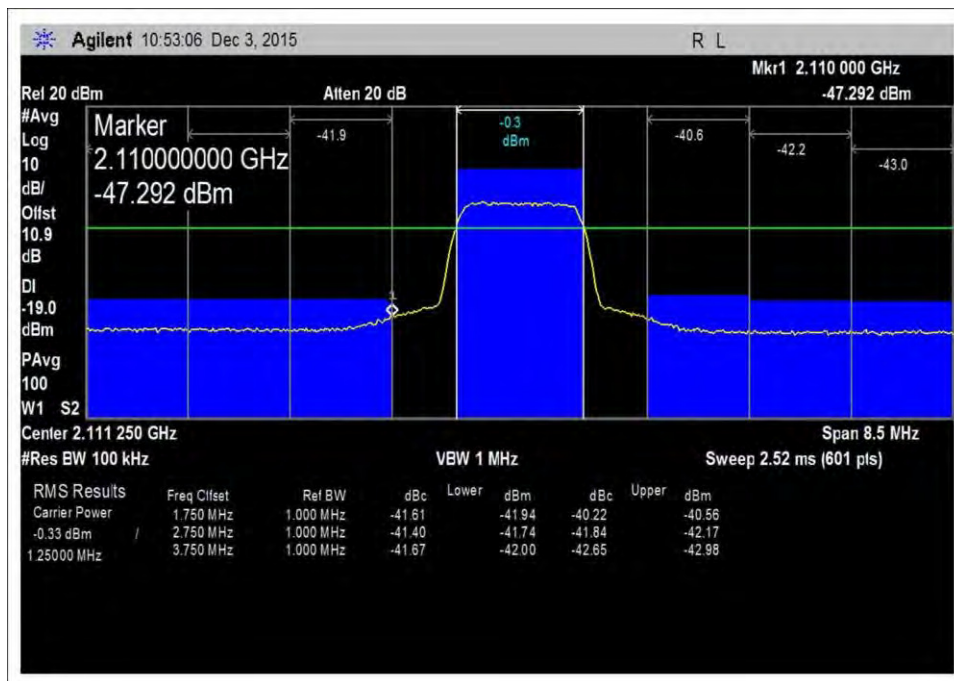 Agilent 10:53:06 Dec 3, 2015 R L
Mkr1 2.110 000 GHz
Ref 20 dBm Atten 20 dB -47.292 dBm
#Avg
Log
10
dB/
Offst
10.9
dB
DI
-19.0
dBm
PAvg
100
W1 S2
Marker
2.110000000 GHz
-47.292 dBm
-41.9
-0.3
dBm
-40.6
-42.2
-43.0
1
Center 2.111 250 GHz Span 8.5 MHz
#Res BW 100 kHz VBW 1 MHz Sweep 2.52 ms (601 pts)
RMS Results Freq Offset Ref BW dBc Lower dBm dBc Upper dBm
Carrier Power 1.750 MHz 1.000 MHz -41.61 -41.94 -40.22 -40.56
-0.33 dBm / 2.750 MHz 1.000 MHz -41.40 -41.74 -41.84 -42.17
1.25000 MHz 3.750 MHz 1.000 MHz -41.67 -42.00 -42.65 -42.98